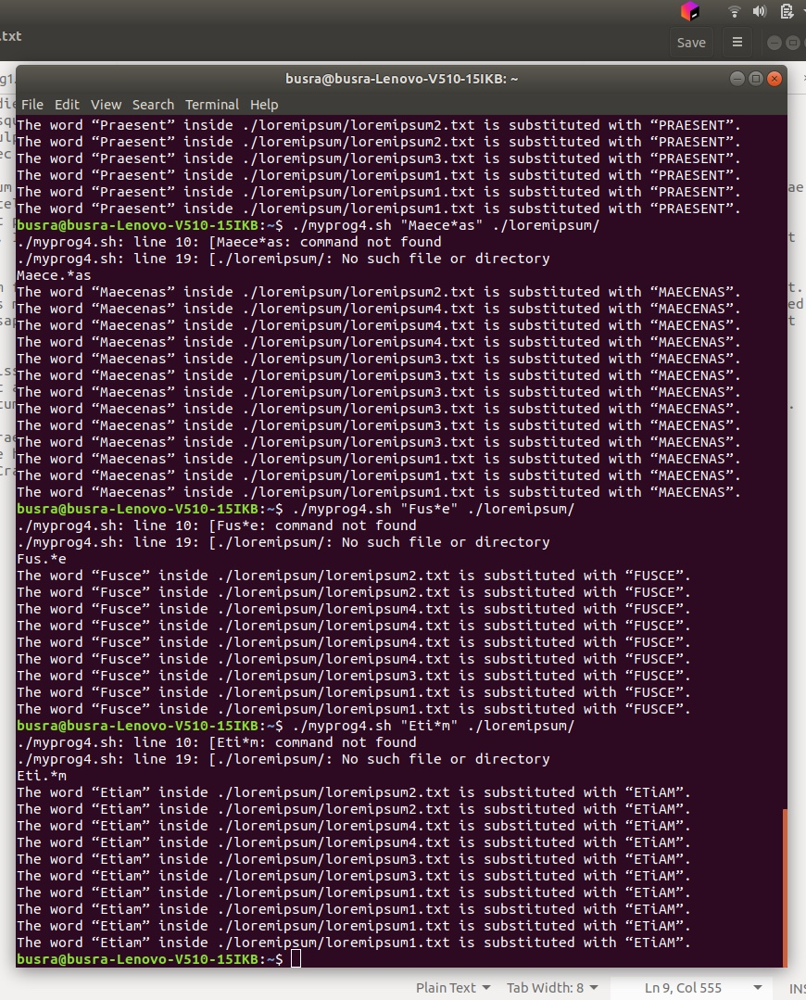 .txt
Save
busra@busra-Lenovo-V510-15IKB: ~
File Edit View Search Terminal Help
The word “Praesent” inside ./loremipsum/loremipsum2.txt is substituted with “PRAESENT”.
The word “Praesent” inside ./loremipsum/loremipsum2.txt is substituted with “PRAESENT”.
The word “Praesent” inside ./loremipsum/loremipsum3.txt is substituted with “PRAESENT”.
The word “Praesent” inside ./loremipsum/loremipsum1.txt is substituted with “PRAESENT”.
The word “Praesent” inside ./loremipsum/loremipsum1.txt is substituted with “PRAESENT”.
The word “Praesent” inside ./loremipsum/loremipsum1.txt is substituted with “PRAESENT”.
busra@busra-Lenovo-V510-15IKB:~$ ./myprog4.sh "Maece*as" ./loremipsum/
./myprog4.sh: line 10: [Maece*as: command not found
./myprog4.sh: line 19: [./loremipsum/: No such file or directory
Maece.*as
The word “Maecenas” inside ./loremipsum/loremipsum2.txt is substituted with “MAECENAS”.
The word “Maecenas” inside ./loremipsum/loremipsum4.txt is substituted with “MAECENAS”.
The word “Maecenas” inside ./loremipsum/loremipsum4.txt is substituted with “MAECENAS”.
The word “Maecenas” inside ./loremipsum/loremipsum4.txt is substituted with “MAECENAS”.
The word “Maecenas” inside ./loremipsum/loremipsum3.txt is substituted with “MAECENAS”.
The word “Maecenas” inside ./loremipsum/loremipsum3.txt is substituted with “MAECENAS”.
The word “Maecenas” inside ./loremipsum/loremipsum3.txt is substituted with “MAECENAS”.
The word “Maecenas” inside ./loremipsum/loremipsum3.txt is substituted with “MAECENAS”.
The word “Maecenas” inside ./loremipsum/loremipsum3.txt is substituted with “MAECENAS”.
The word “Maecenas” inside ./loremipsum/loremipsum3.txt is substituted with “MAECENAS”.
The word “Maecenas” inside ./loremipsum/loremipsum1.txt is substituted with “MAECENAS”.
The word “Maecenas” inside ./loremipsum/loremipsum1.txt is substituted with “MAECENAS”.
The word “Maecenas” inside ./loremipsum/loremipsum1.txt is substituted with “MAECENAS”.
busra@busra-Lenovo-V510-15IKB:~$ ./myprog4.sh "Fus*e" ./loremipsum/
./myprog4.sh: line 10: [Fus*e: command not found
./myprog4.sh: line 19: [./loremipsum/: No such file or directory
Fus.*e
The word “Fusce” inside ./loremipsum/loremipsum2.txt is substituted with “FUSCE”.
The word “Fusce” inside ./loremipsum/loremipsum2.txt is substituted with “FUSCE”.
The word “Fusce” inside ./loremipsum/loremipsum4.txt is substituted with “FUSCE”.
The word “Fusce” inside ./loremipsum/loremipsum4.txt is substituted with “FUSCE”.
The word “Fusce” inside ./loremipsum/loremipsum4.txt is substituted with “FUSCE”.
The word “Fusce” inside ./loremipsum/loremipsum4.txt is substituted with “FUSCE”.
The word “Fusce” inside ./loremipsum/loremipsum3.txt is substituted with “FUSCE”.
The word “Fusce” inside ./loremipsum/loremipsum1.txt is substituted with “FUSCE”.
The word “Fusce” inside ./loremipsum/loremipsum1.txt is substituted with “FUSCE”.
busra@busra-Lenovo-V510-15IKB:~$ ./myprog4.sh "Eti*m" ./loremipsum/
./myprog4.sh: line 10: [Eti*m: command not found
./myprog4.sh: line 19: [./loremipsum/: No such file or directory
Eti.*m
The word “Etiam” inside ./loremipsum/loremipsum2.txt is substituted with “ETiAM”.
The word “Etiam” inside ./loremipsum/loremipsum2.txt is substituted with “ETiAM”.
The word “Etiam” inside ./loremipsum/loremipsum4.txt is substituted with “ETiAM”.
The word “Etiam” inside ./loremipsum/loremipsum4.txt is substituted with “ETiAM”.
The word “Etiam” inside ./loremipsum/loremipsum3.txt is substituted with “ETiAM”.
The word “Etiam” inside ./loremipsum/loremipsum3.txt is substituted with “ETiAM”.
The word “Etiam” inside ./loremipsum/loremipsum1.txt is substituted with “ETiAM”.
The word “Etiam” inside ./loremipsum/loremipsum1.txt is substituted with “ETiAM”.
The word “Etiam” inside ./loremipsum/loremipsum1.txt is substituted with “ETiAM”.
The word “Etiam” inside ./loremipsum/loremipsum1.txt is substituted with “ETiAM”.
busra@busra-Lenovo-V510-15IKB:~$
Plain Text Tab Width: 8 Ln 9, Col 555 INS